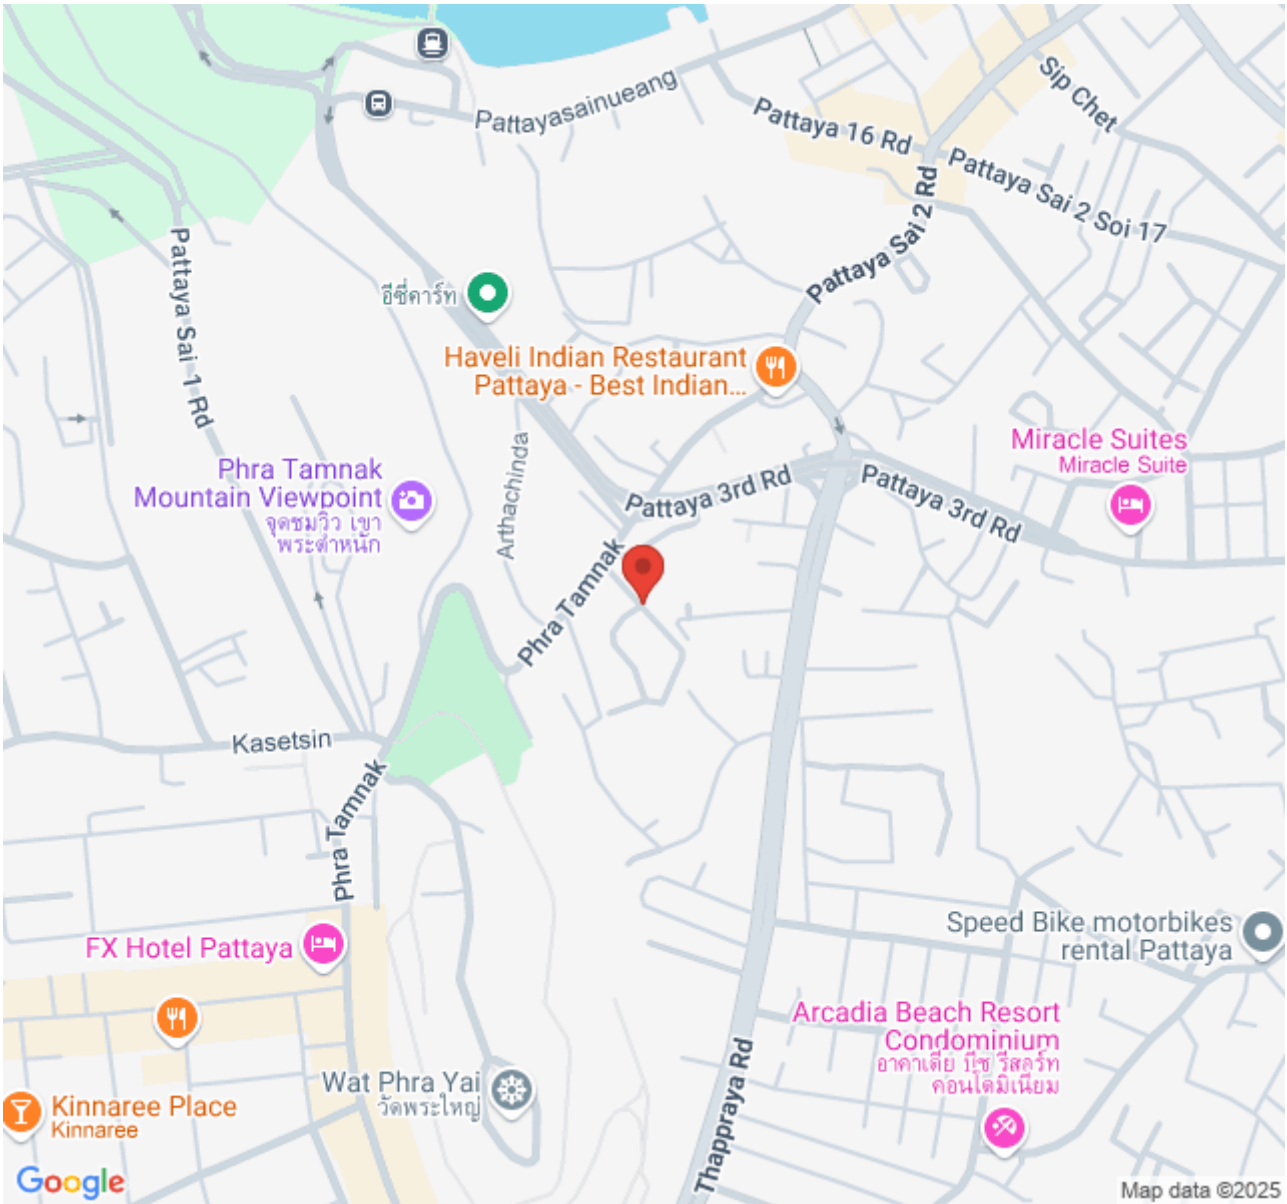 Pattayasainueang
Sip Chet
Pattaya 16 Rd
Pattaya Sai 2 Soi 17
Pattaya Sai 2 Rd
Pattaya Sai 1 Rd
อีซี่คาร์ท
Haveli Indian Restaurant
Pattaya - Best Indian...
Arthachinda
Miracle Suites
Miracle Suite
Phra Tamnak
Mountain Viewpoint
จุดชมวิว เขา
พระตำหนัก
Pattaya 3rd Rd
Pattaya 3rd Rd
Phra Tamnak
Kasetsin
Phra Tamnak
FX Hotel Pattaya
Speed Bike motorbikes
rental Pattaya
Arcadia Beach Resort
Condominium
อาคาเดีย บีช รีสอร์ท
คอนโดมิเนียม
Wat Phra Yai
วัดพระใหญ่
Kinnaree Place
Kinnaree
Thappraya Rd
Google
Map data ©2025